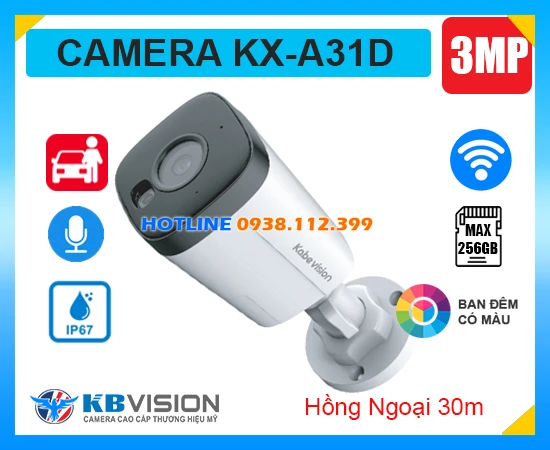 CAMERA KX-A31D
3MP
HOTLINE 0938.112.399
Kabevision
MAX
256GB
IP67
BAN ĐÊM
CÓ MÀU
KBVISION
CAMERA CAO CẤP THƯƠNG HIỆU MỸ
Hồng Ngoại 30m